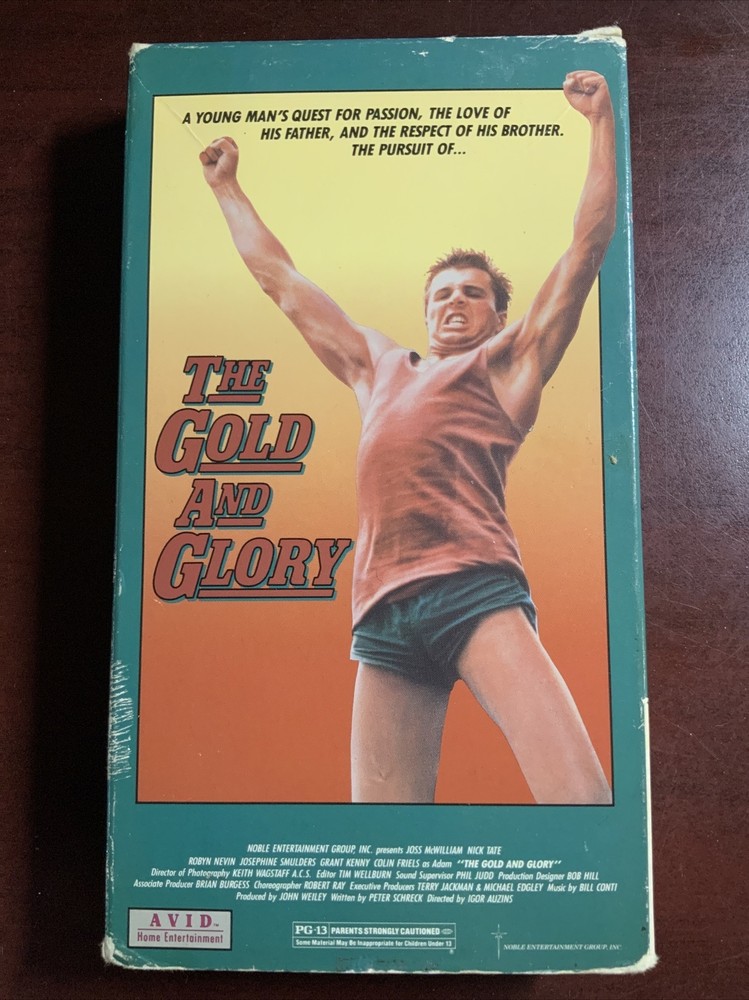 A YOUNG MAN'S QUEST FOR PASSION, THE LOVE OF
HIS FATHER, AND THE RESPECT OF HIS BROTHER.
THE PURSUIT OF...
THE
GOLD
AND
GLORY
NOBLE ENTERTAINMENT GROUP, INC. presents JOSS McWILLIAM NICK TATE
ROBYN NEVIN JOSEPHINE SMULDERS GRANT KENNY COLIN FRIELS as Adam "THE GOLD AND GLORY"
Director of Photography KEITH WAGSTAFF A.C.S. Editor TIM WELLBURN Sound Supervisor PHIL JUDD Production Designer BOB HILL
Associate Producer BRIAN BURGESS Choreographer ROBERT RAY Executive Producers TERRY JACKMAN & MICHAEL EDGLEY Music by BILL CONTI
Produced by JOHN WEILEY Written by PETER SCHRECK Directed by IGOR AUZINS
AVID™
Home Entertainment
PG-13 PARENTS STRONGLY CAUTIONED
Some Material May Be Inappropriate for Children Under 13
®
NOBLE ENTERTAINMENT GROUP, INC